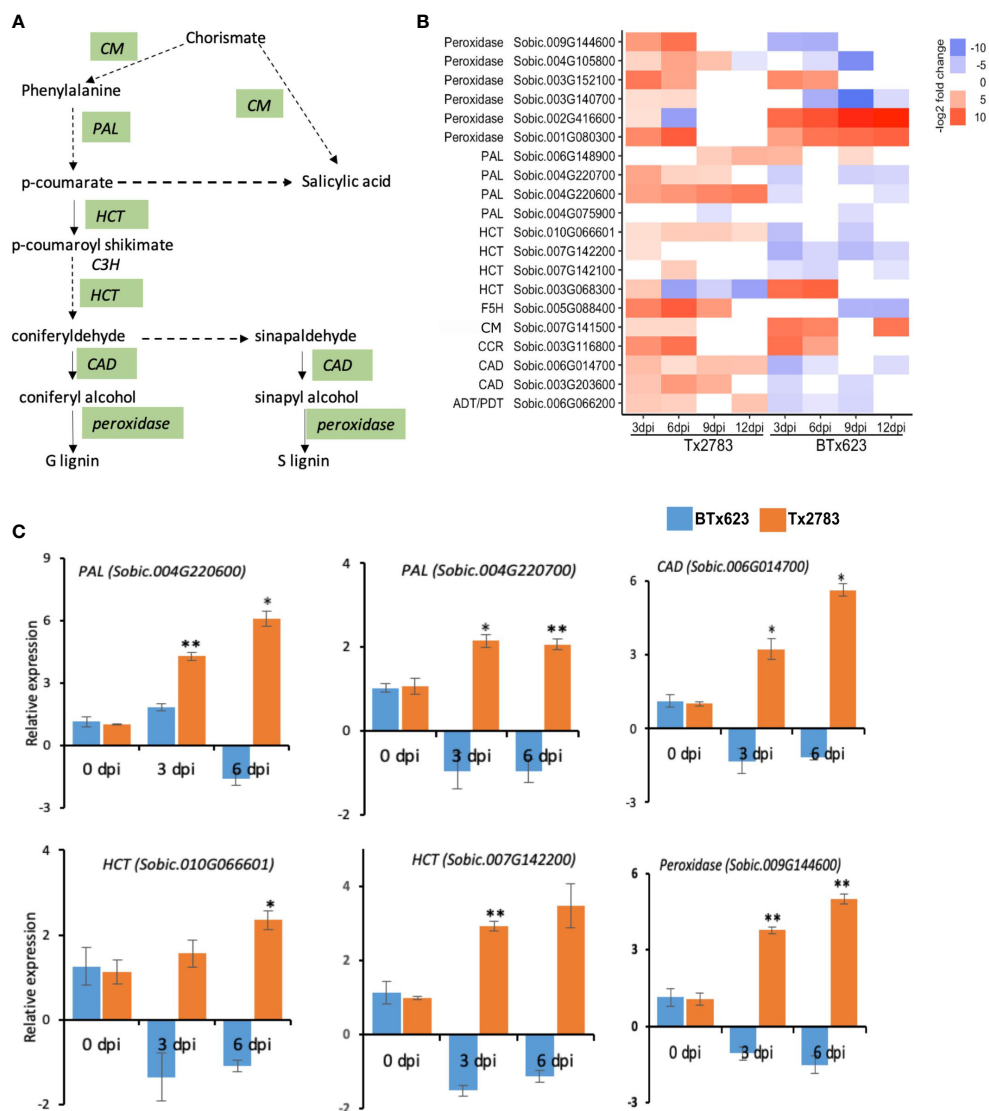 A
CM
Chorismate
Phenylalanine
CM
PAL
p-coumarate
Salicylic acid
HCT
p-coumaroyl shikimate
C3H
HCT
coniferyldehyde
sinapaldehyde
CAD
CAD
coniferyl alcohol
sinapyl alcohol
peroxidase
peroxidase
G lignin
S lignin
B
Peroxidase Sobic.009G144600
Peroxidase Sobic.004G105800
Peroxidase Sobic.003G152100
Peroxidase Sobic.003G140700
Peroxidase Sobic.002G416600
Peroxidase Sobic.001G080300
PAL Sobic.006G148900
PAL Sobic.004G220700
PAL Sobic.004G220600
PAL Sobic.004G075900
HCT Sobic.010G066601
HCT Sobic.007G142200
HCT Sobic.007G142100
HCT Sobic.003G068300
F5H Sobic.005G088400
CM Sobic.007G141500
CCR Sobic.003G116800
CAD Sobic.006G014700
CAD Sobic.003G203600
ADT/PDT Sobic.006G066200
3dpi 6dpi 9dpi 12dpi 3dpi 6dpi 9dpi 12dpi
Tx2783 BTx623
-log2 fold change
-10
-5
0
5
10
C
BTx623 Tx2783
PAL (Sobic.004G220600)
Relative expression
9
6
3
0
-3
0 dpi 3 dpi 6 dpi
** *
PAL (Sobic.004G220700)
4
2
0
-2
0 dpi 3 dpi 6 dpi
* **
CAD (Sobic.006G014700)
6
3
0
-3
0 dpi 3 dpi 6 dpi
* *
HCT (Sobic.010G066601)
Relative expression
4
2
0
-2
0 dpi 3 dpi 6 dpi
*
HCT (Sobic.007G142200)
4
2
0
-2
0 dpi 3 dpi 6 dpi
**
Peroxidase (Sobic.009G144600)
6
3
0
-3
0 dpi 3 dpi 6 dpi
** **